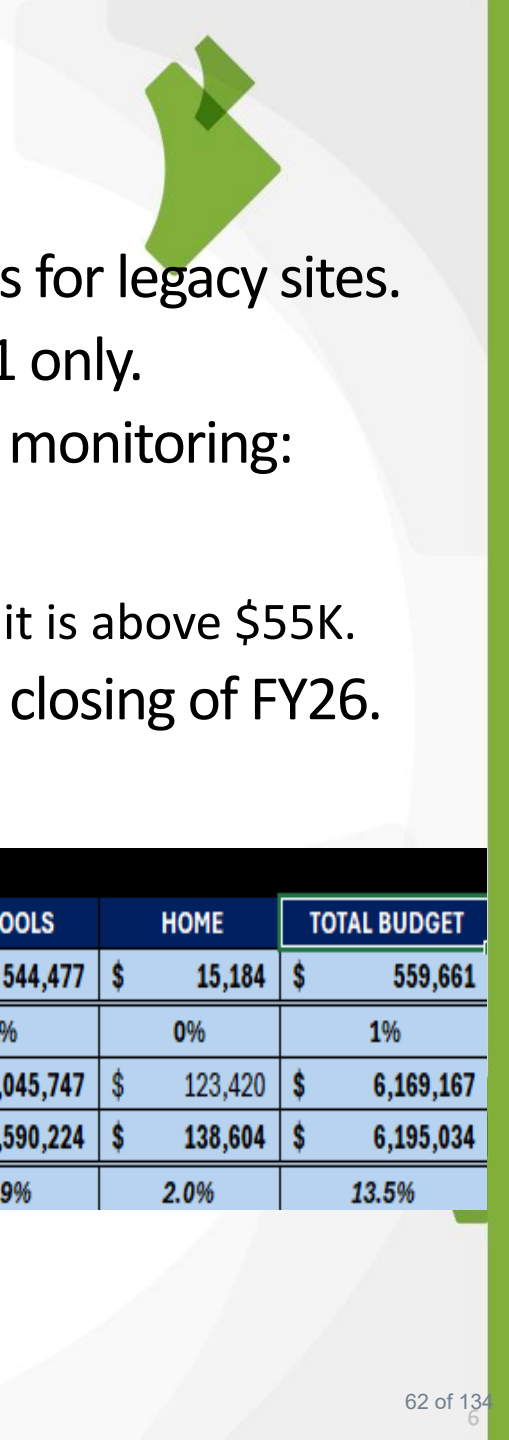 s for legacy sites.
1 only.
monitoring:
it is above $55K.
closing of FY26.
OOLS HOME TOTAL BUDGET
544,477 $ 15,184 $ 559,661
% 0% 1%
,045,747 $ 123,420 $ 6,169,167
,590,224 $ 138,604 $ 6,195,034
9% 2.0% 13.5%
62 of 134
6